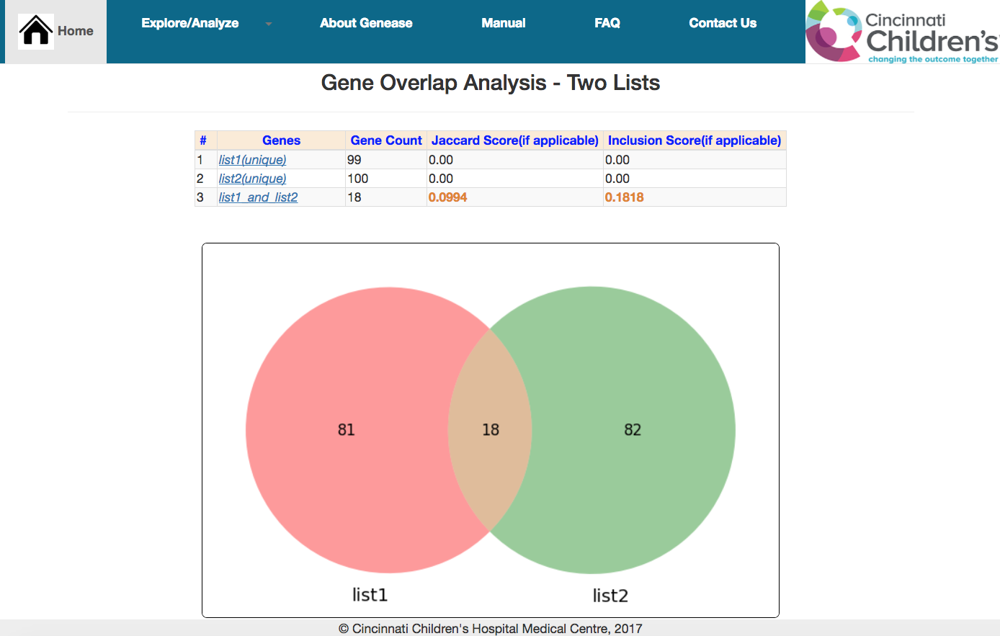 Home
Explore/Analyze
About Genease
Manual
FAQ
Contact Us
Cincinnati
Children's
changing the outcome together
Gene Overlap Analysis - Two Lists
# Genes Gene Count Jaccard Score(if applicable) Inclusion Score(if applicable)
1 list1(unique) 99 0.00 0.00
2 list2(unique) 100 0.00 0.00
3 list1_and_list2 18 0.0994 0.1818
81 18 82
list1 list2
© Cincinnati Children's Hospital Medical Centre, 2017